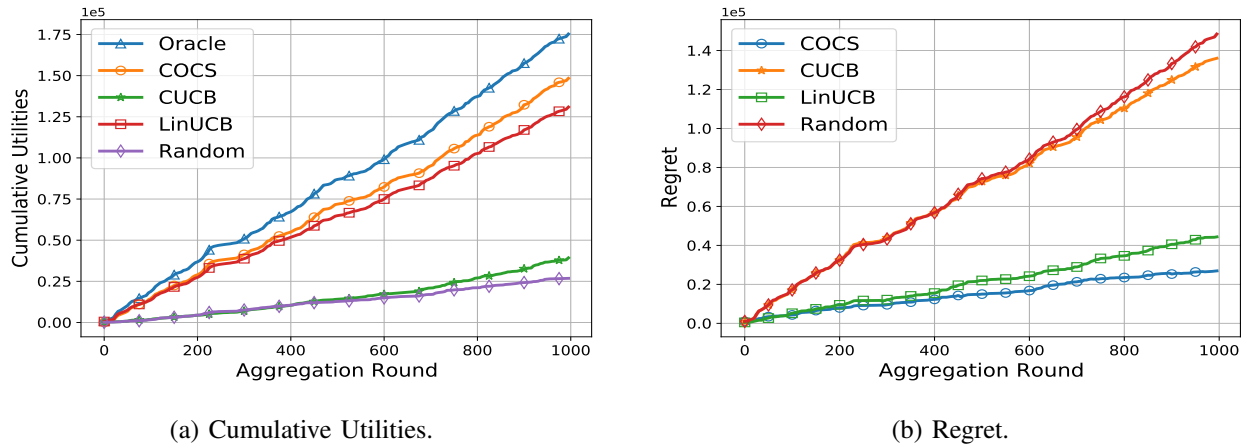 1e5
Cumulative Utilities
1.75
1.50
1.25
1.00
0.75
0.50
0.25
0.00
Oracle
COCS
CUCB
LinUCB
Random
0 200 400 600 800 1000
Aggregation Round
(a) Cumulative Utilities.
1e5
Regret
1.4
1.2
1.0
0.8
0.6
0.4
0.2
0.0
COCS
CUCB
LinUCB
Random
0 200 400 600 800 1000
Aggregation Round
(b) Regret.